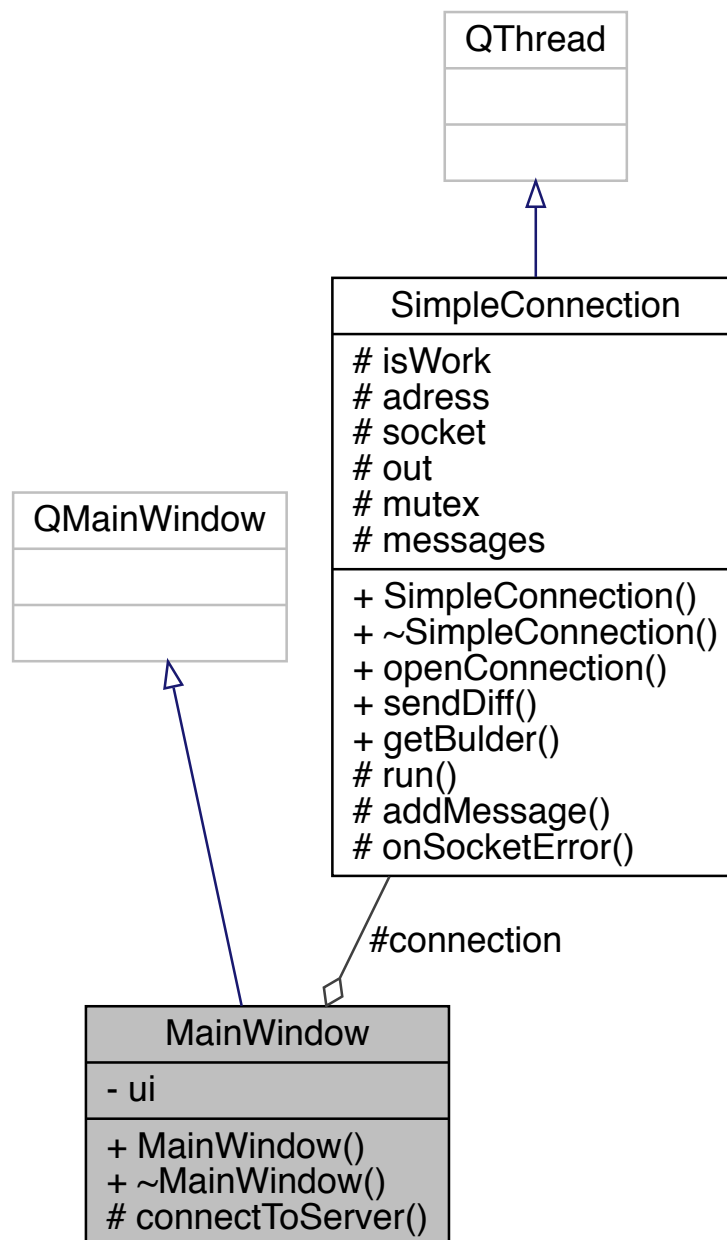 QThread
SimpleConnection
# isWork
# adress
# socket
# out
# mutex
# messages
+ SimpleConnection()
+ ~SimpleConnection()
+ openConnection()
+ sendDiff()
+ getBulder()
# run()
# addMessage()
# onSocketError()
QMainWindow
#connection
MainWindow
- ui
+ MainWindow()
+ ~MainWindow()
# connectToServer()